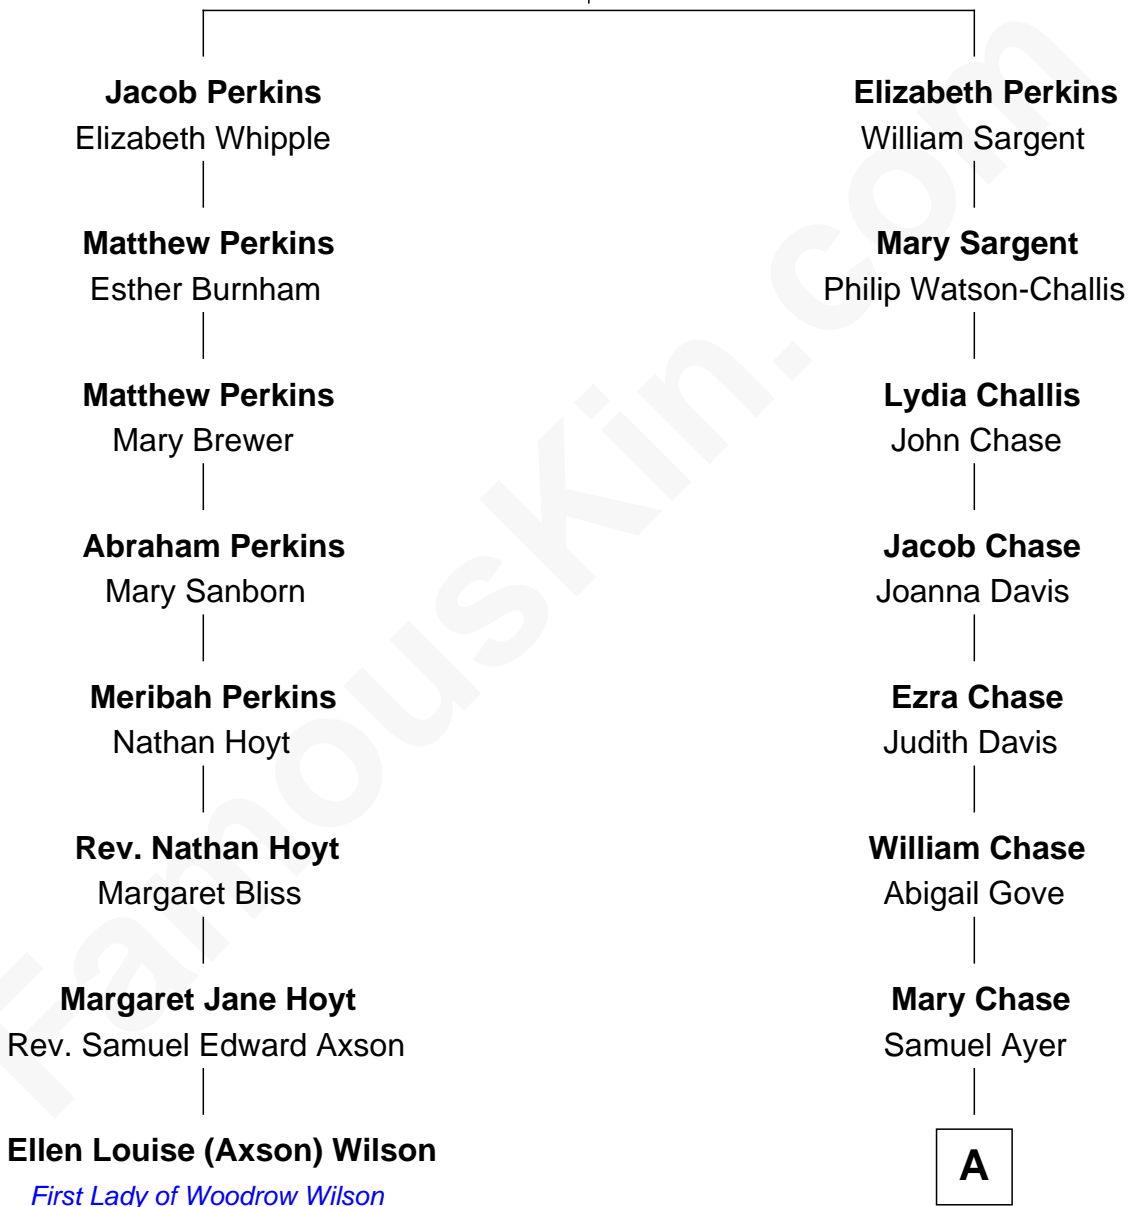 Jacob Perkins
Elizabeth Whipple
Matthew Perkins
Esther Burnham
Matthew Perkins
Mary Brewer
Abraham Perkins
Mary Sanborn
Meribah Perkins
Nathan Hoyt
Rev. Nathan Hoyt
Margaret Bliss
Margaret Jane Hoyt
Rev. Samuel Edward Axson
Ellen Louise (Axson) Wilson
First Lady of Woodrow Wilson
Elizabeth Perkins
William Sargent
Mary Sargent
Philip Watson-Challis
Lydia Challis
John Chase
Jacob Chase
Joanna Davis
Ezra Chase
Judith Davis
William Chase
Abigail Gove
Mary Chase
Samuel Ayer
A
FamousKin.com